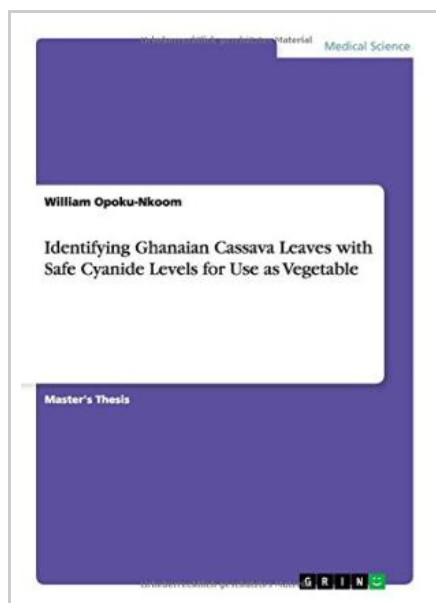 Material
Medical Science
William Opoku-Nkoom
Identifying Ghanaian Cassava Leaves with
Safe Cyanide Levels for Use as Vegetable
Master's Thesis
GRIN